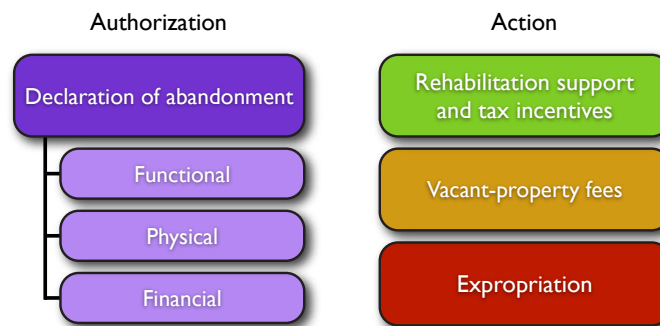 Authorization
Declaration of abandonment
Functional
Physical
Financial
Action
Rehabilitation support
and tax incentives
Vacant-property fees
Expropriation